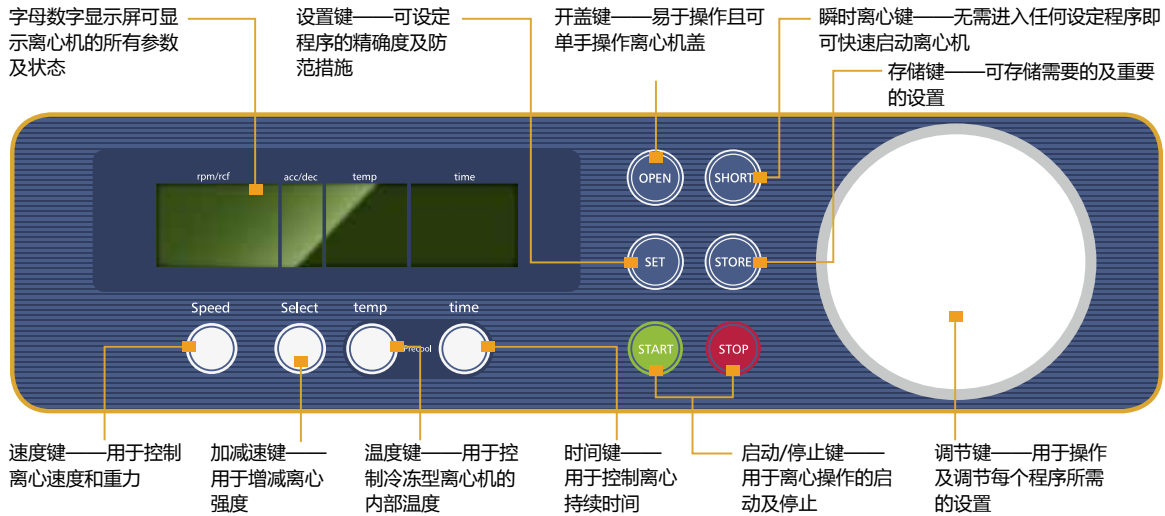 字母数字显示屏可显
示离心机的所有参数
及状态
设置键——可设定
程序的精确度及防
范措施
开盖键——易于操作且可
单手操作离心机盖
瞬时离心键——无需进入任何设定程序即
可快速启动离心机
存储键——可存储需要的及重要
的设置
rpm/rcf acc/dec temp time
OPEN SHORT
SET STORE
Speed Select temp time
Precool
START STOP
速度键——用于控制
离心速度和重力
加减速键——
用于增减离心
强度
温度键——用于控
制冷冻型离心机的
内部温度
时间键——
用于控制离心
持续时间
启动/停止键——
用于离心操作的启
动及停止
调节键——用于操作
及调节每个程序所需
的设置